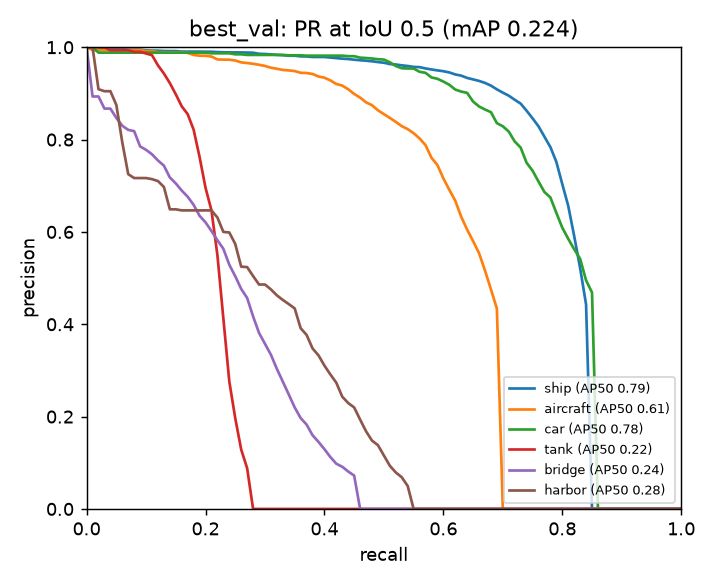 best_val: PR at IoU 0.5 (mAP 0.224)
1.0
0.8
0.6
0.4
0.2
0.0
precision
ship (AP50 0.79)
aircraft (AP50 0.61)
car (AP50 0.78)
tank (AP50 0.22)
bridge (AP50 0.24)
harbor (AP50 0.28)
0.0 0.2 0.4 0.6 0.8 1.0
recall